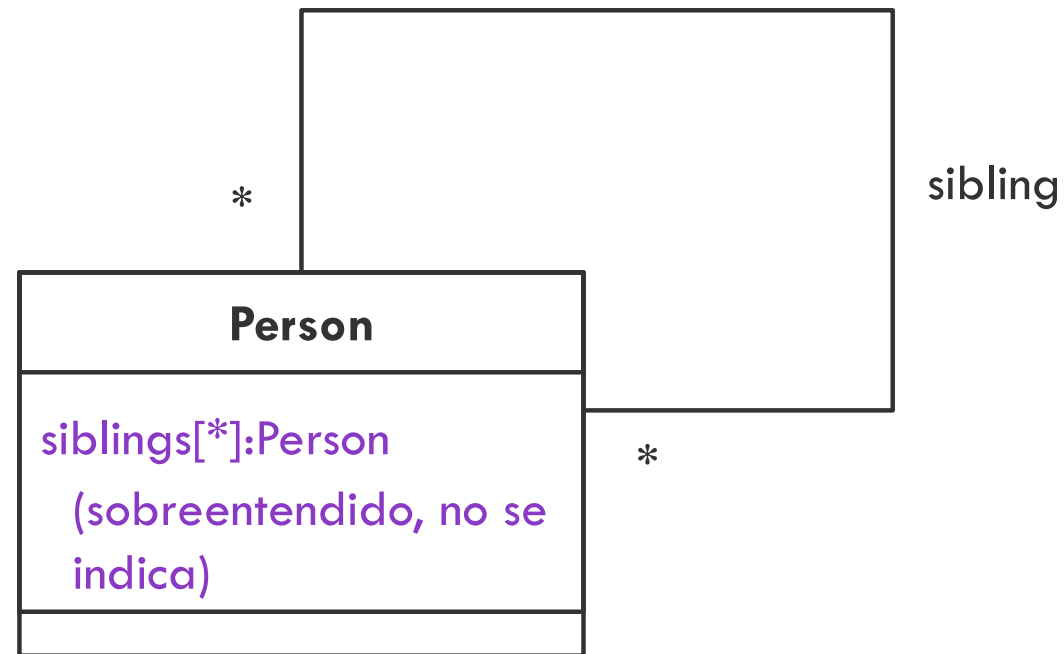 *
sibling
Person
siblings[*]:Person
(sobreentendido, no se
indica)
*